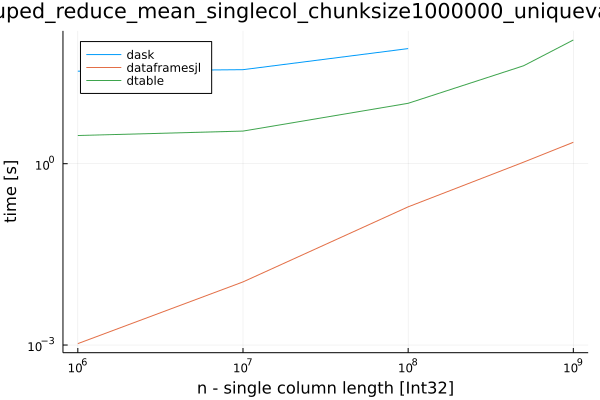 uped_reduce_mean_singlecol_chunksize1000000_uniqueva
dask
dataframesjl
dtable
time [s]
10^0
10^-3
10^6 10^7 10^8 10^9
n - single column length [Int32]